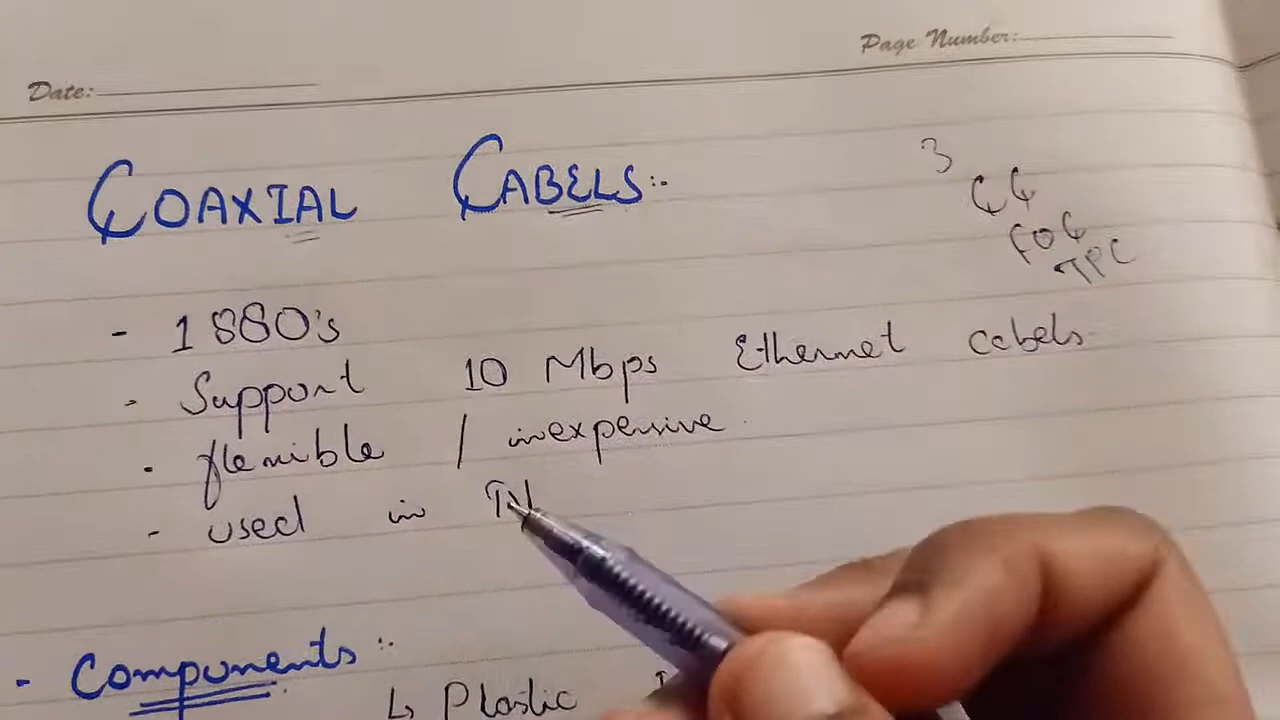 Date:
Page Number:
COAXIAL CABELS:-
3
CC
FOC
TPC
- 1880's
- Support 10 Mbps Ethernet cabels
- flexible / inexpensive
- used in TV
- Components :-
↳ Plastic